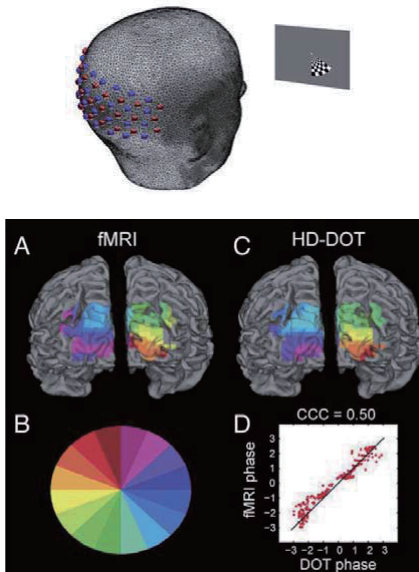 A
fMRI
C
HD-DOT
B
D
CCC = 0.50
fMRI phase
3
2
1
0
−1
−2
−3
−3 −2 −1 0 1 2 3
DOT phase